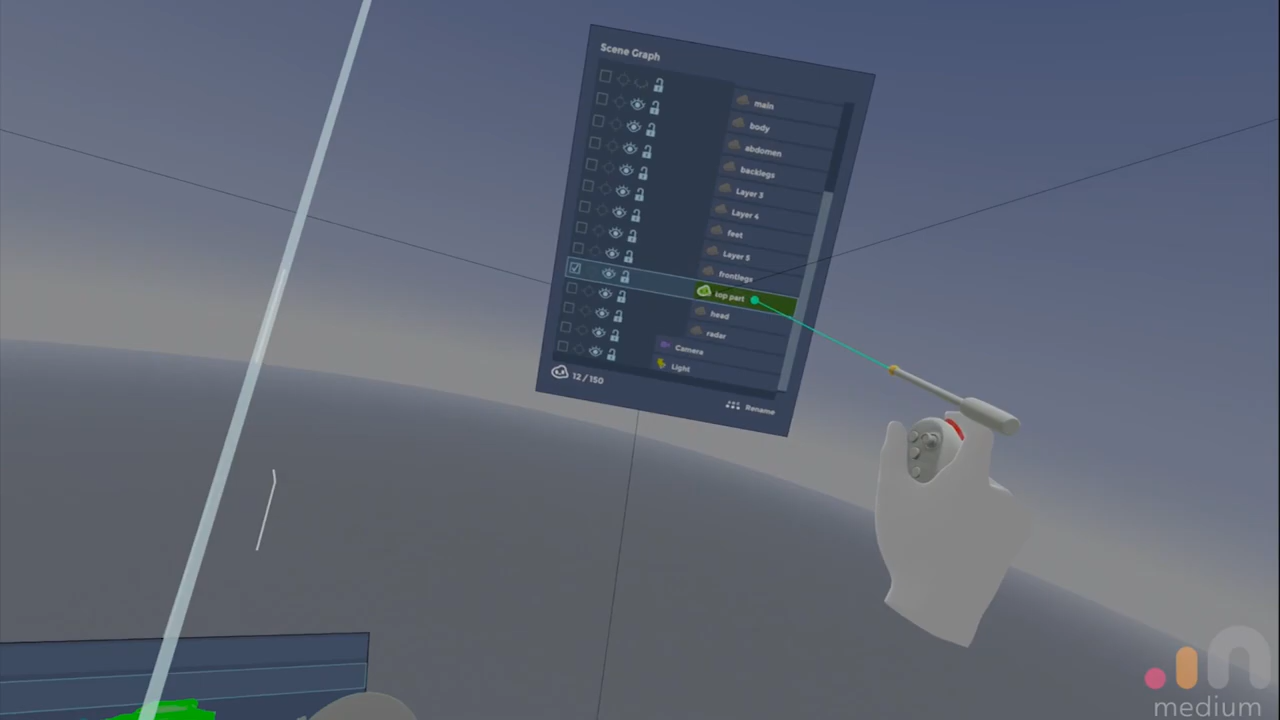 Scene Graph
main
body
abdomen
backlegs
Layer 3
Layer 4
feet
Layer 5
frontlegs
top part
head
radar
Camera
Light
12/150
Rename
medium